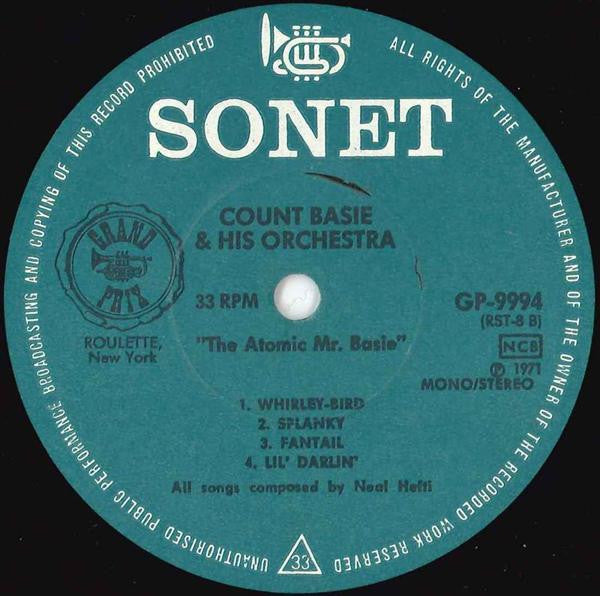 UNAUTHORISED PUBLIC PERFORMANCE BROADCASTING AND COPYING OF THIS RECORD PROHIBITED
ALL RIGHTS OF THE MANUFACTURER AND OF THE OWNER OF THE RECORDED WORK RESERVED
SONET
COUNT BASIE
& HIS ORCHESTRA
GRAND
PRIX
33 RPM
GP-9994
(RST-8 B)
ROULETTE,
New York
"The Atomic Mr. Basie"
NCB
Ⓟ 1971
MONO/STEREO
1. WHIRLEY-BIRD
2. SPLANKY
3. FANTAIL
4. LIL' DARLIN'
All songs composed by Neal Hefti
33